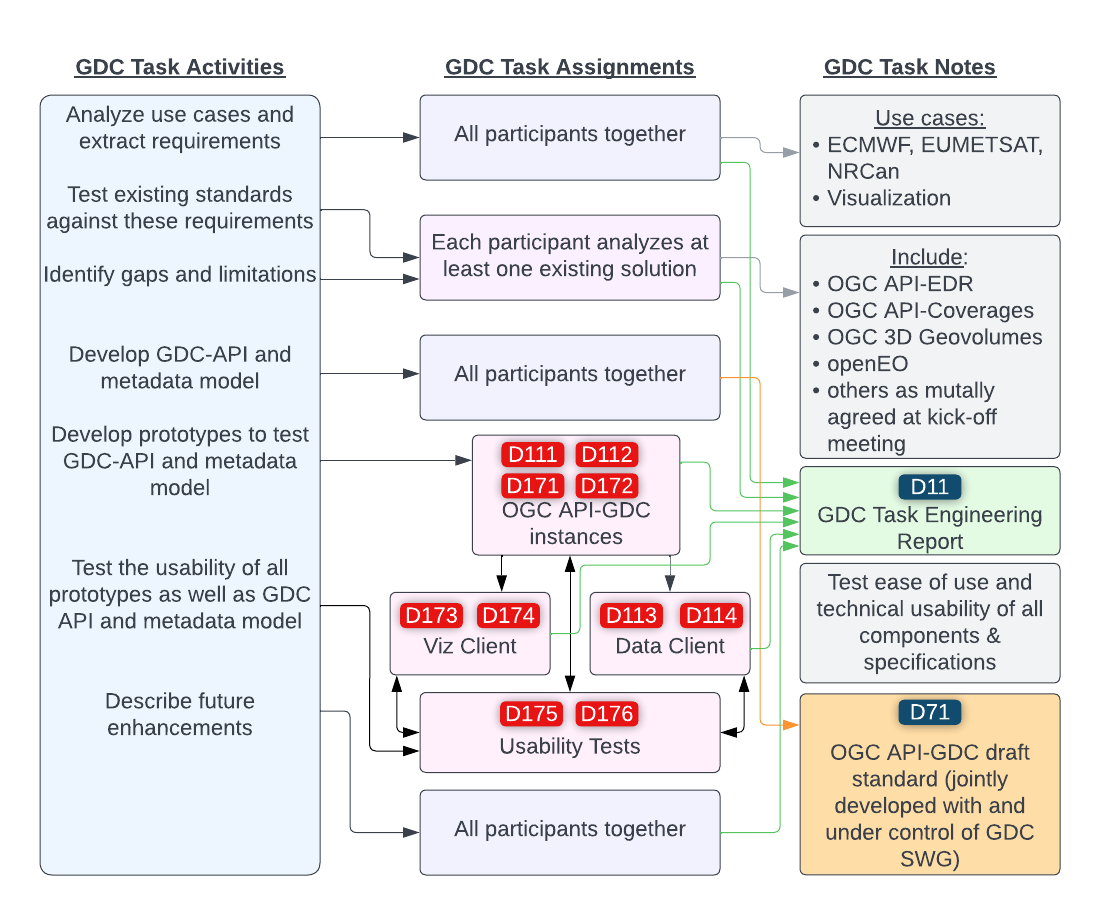 GDC Task Activities
Analyze use cases and
extract requirements
Test existing standards
against these requirements
Identify gaps and limitations
Develop GDC-API and
metadata model
Develop prototypes to test
GDC-API and metadata
model
Test the usability of all
prototypes as well as GDC
API and metadata model
Describe future
enhancements
GDC Task Assignments
All participants together
Each participant analyzes at
least one existing solution
All participants together
D111 D112
D171 D172
OGC API-GDC
instances
D173 D174
Viz Client
D113 D114
Data Client
D175 D176
Usability Tests
All participants together
GDC Task Notes
Use cases:
• ECMWF, EUMETSAT,
NRCan
• Visualization
Include:
• OGC API-EDR
• OGC API-Coverages
• OGC 3D Geovolumes
• openEO
• others as mutally
agreed at kick-off
meeting
D11
GDC Task Engineering
Report
Test ease of use and
technical usability of all
components &
specifications
D71
OGC API-GDC draft
standard (jointly
developed with and
under control of GDC
SWG)